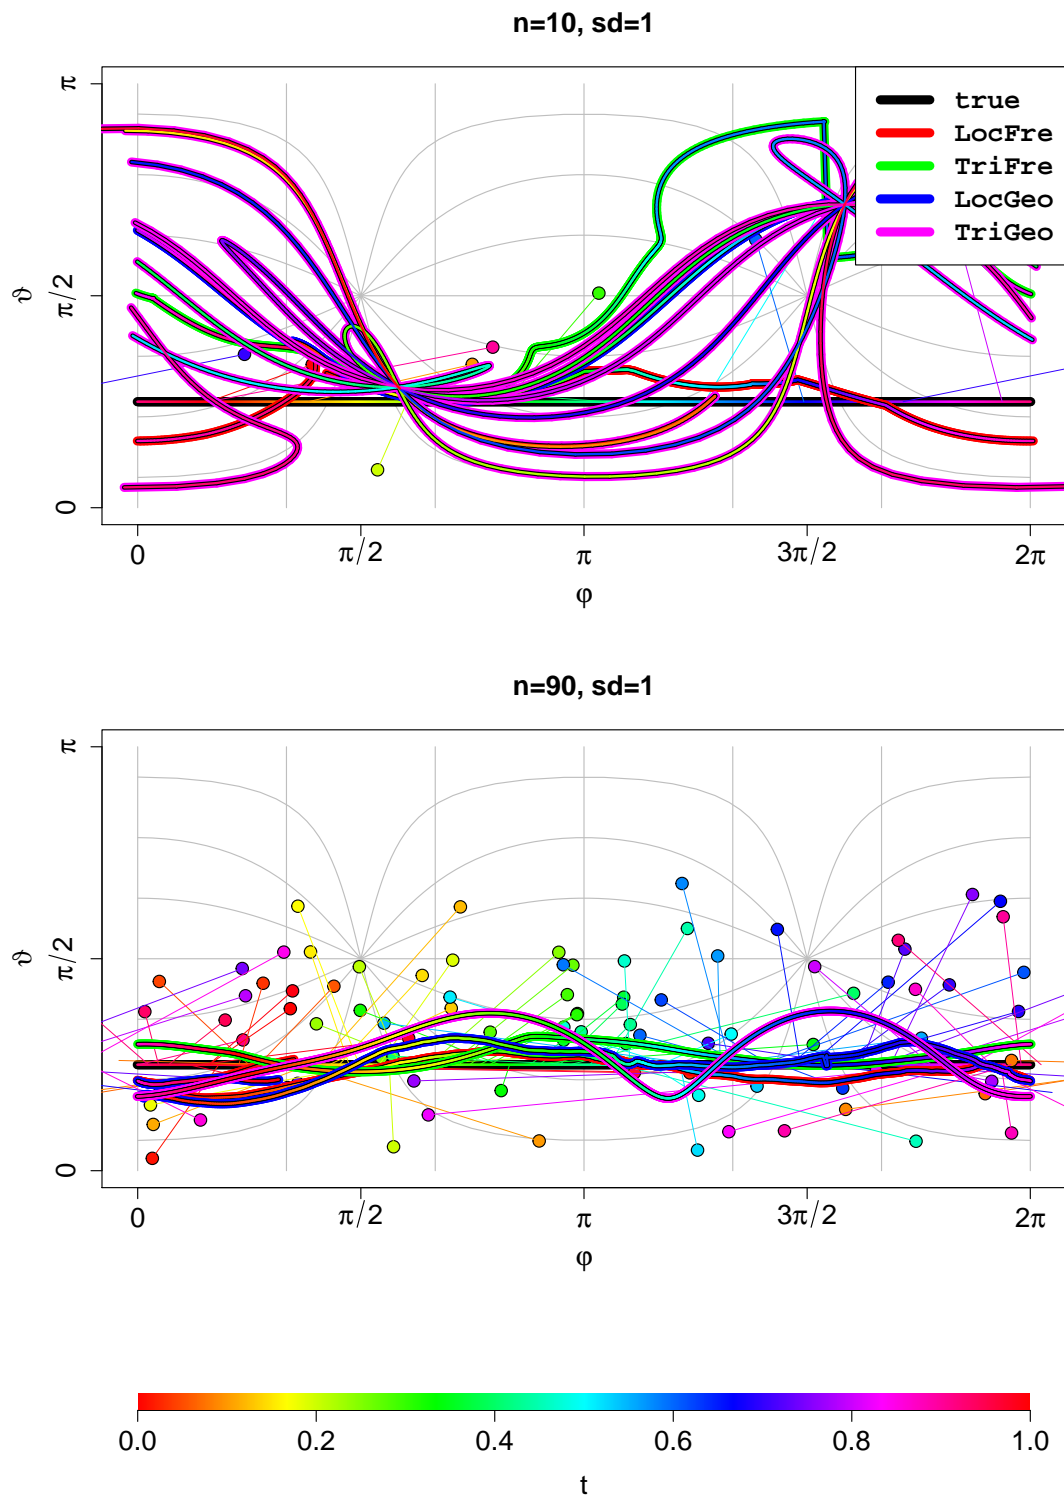 n=10, sd=1
π
π/2
0
ϑ
true
LocFre
TriFre
LocGeo
TriGeo
0
π/2
π
3π/2
2π
φ
n=90, sd=1
π
π/2
0
ϑ
0
π/2
π
3π/2
2π
φ
0.0
0.2
0.4
0.6
0.8
1.0
t